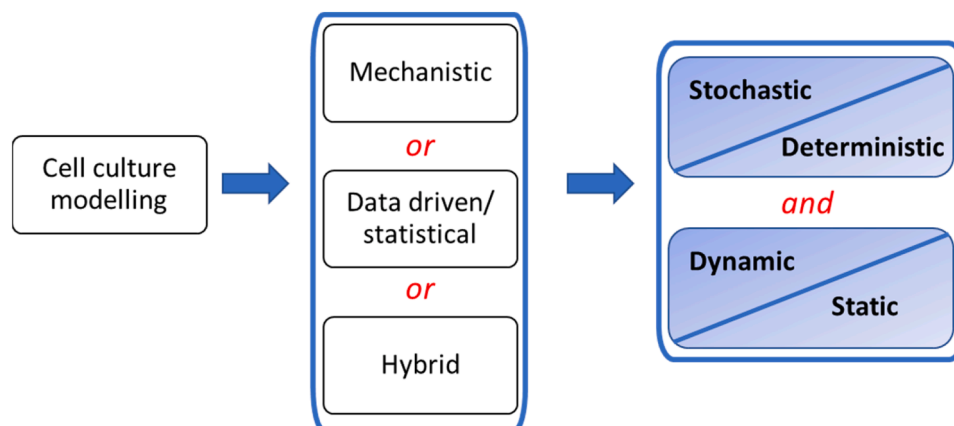 Cell culture
modelling
Mechanistic
or
Data driven/
statistical
or
Hybrid
Stochastic
Deterministic
and
Dynamic
Static